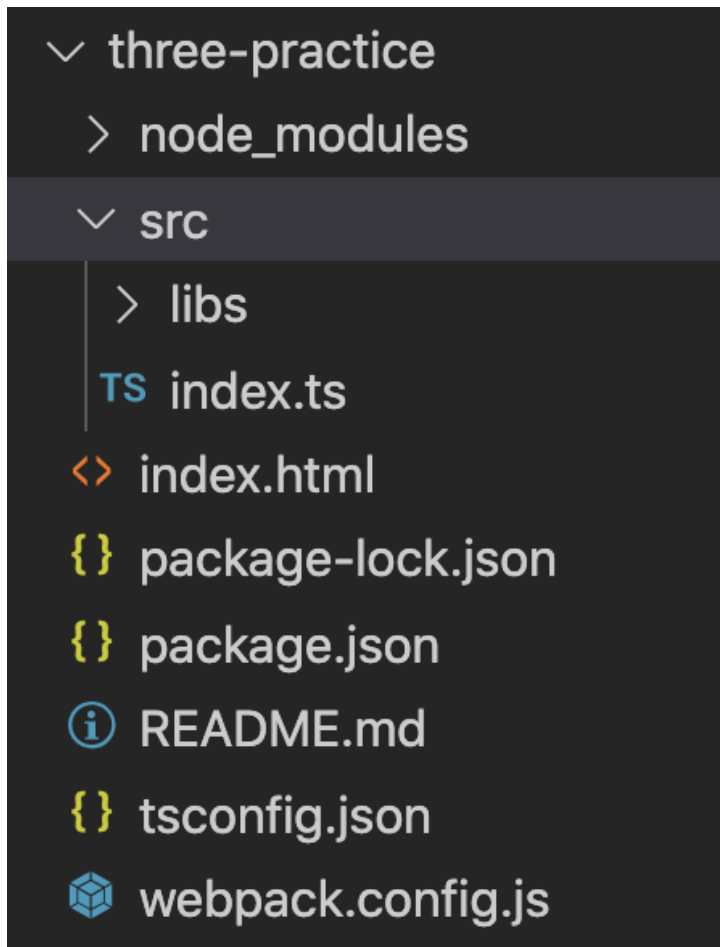 three-practice
node_modules
src
libs
TS index.ts
index.html
{} package-lock.json
{} package.json
README.md
{} tsconfig.json
webpack.config.js